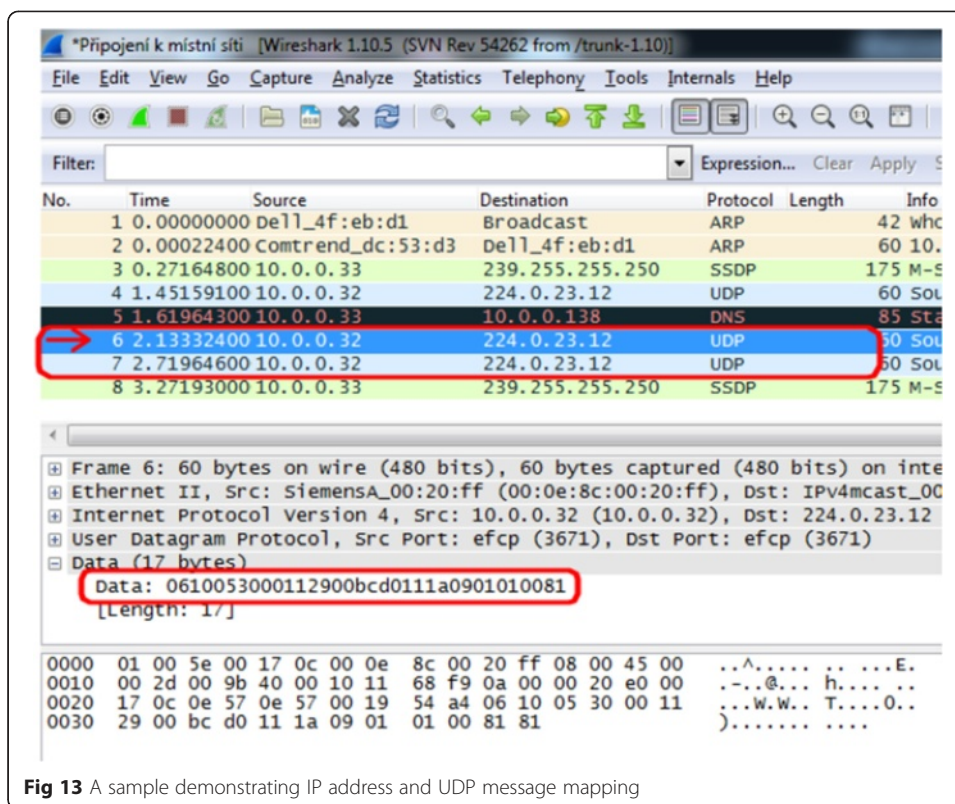 *Připojení k místní síti [Wireshark 1.10.5 (SVN Rev 54262 from /trunk-1.10)]
File Edit View Go Capture Analyze Statistics Telephony Tools Internals Help
Filter: Expression... Clear Apply S
No. Time Source Destination Protocol Length Info
1 0.00000000 Dell_4f:eb:d1 Broadcast ARP 42 Who
2 0.00022400 Comtrend_dc:53:d3 Dell_4f:eb:d1 ARP 60 10.
3 0.27164800 10.0.0.33 239.255.255.250 SSDP 175 M-S
4 1.45159100 10.0.0.32 224.0.23.12 UDP 60 Sou
5 1.61964300 10.0.0.33 10.0.0.138 DNS 85 Sta
6 2.13332400 10.0.0.32 224.0.23.12 UDP 60 Sou
7 2.71964600 10.0.0.32 224.0.23.12 UDP 60 Sou
8 3.27193000 10.0.0.33 239.255.255.250 SSDP 175 M-S
Frame 6: 60 bytes on wire (480 bits), 60 bytes captured (480 bits) on inte
Ethernet II, Src: SiemensA_00:20:ff (00:0e:8c:00:20:ff), Dst: IPv4mcast_00
Internet Protocol Version 4, Src: 10.0.0.32 (10.0.0.32), Dst: 224.0.23.12
User Datagram Protocol, Src Port: efcp (3671), Dst Port: efcp (3671)
Data (17 bytes)
Data: 0610053000112900bcd0111a0901010081
[Length: 17]
0000 01 00 5e 00 17 0c 00 0e 8c 00 20 ff 08 00 45 00 ..^..... .. ...E.
0010 00 2d 00 9b 40 00 10 11 68 f9 0a 00 00 20 e0 00 .-..@... h.... ..
0020 17 0c 0e 57 0e 57 00 19 54 a4 06 10 05 30 00 11 ...W.W.. T....0..
0030 29 00 bc d0 11 1a 09 01 01 00 81 81 )....... ....
Fig 13 A sample demonstrating IP address and UDP message mapping